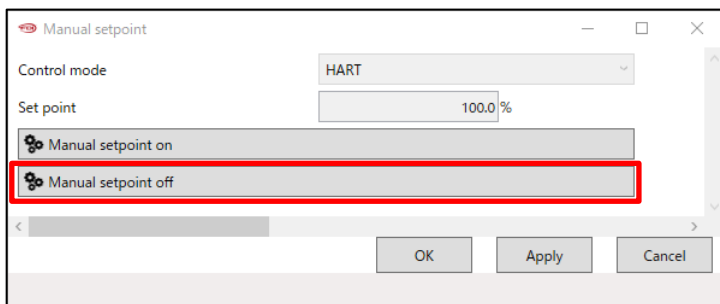 Manual setpoint
Control mode HART
Set point 100.0 %
Manual setpoint on
Manual setpoint off
OK Apply Cancel